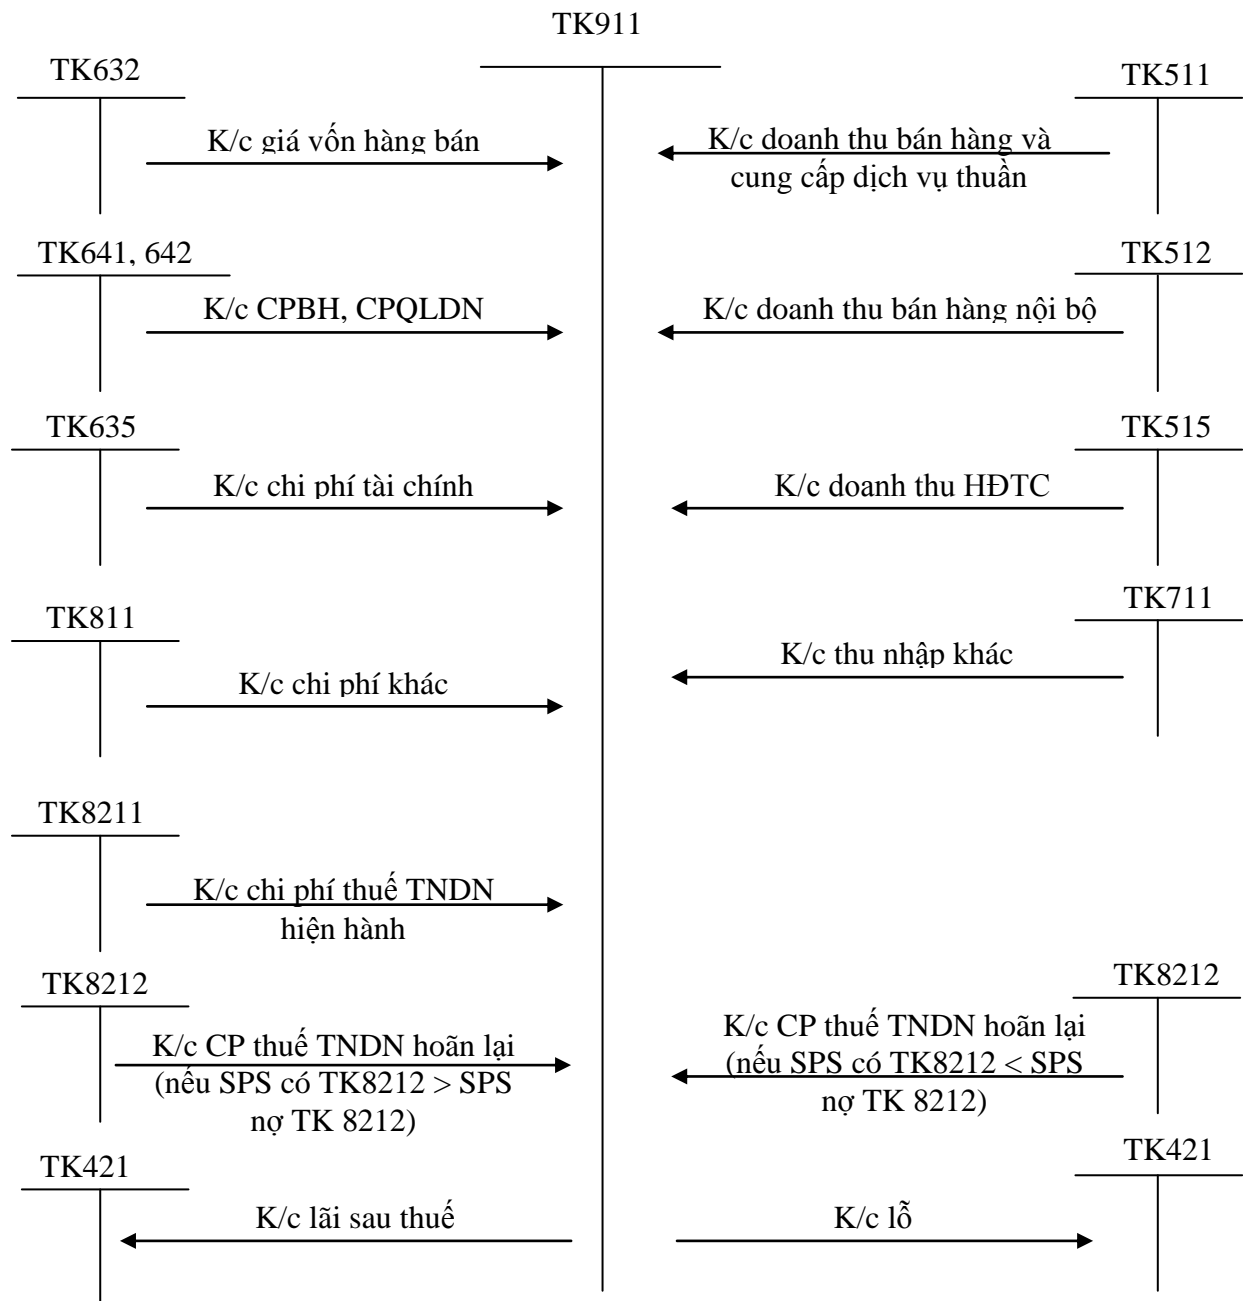 TK911
TK632
TK511
K/c giá vốn hàng bán
K/c doanh thu bán hàng và
cung cấp dịch vụ thuần
TK641, 642
TK512
K/c CPBH, CPQLDN
K/c doanh thu bán hàng nội bộ
TK635
TK515
K/c chi phí tài chính
K/c doanh thu HĐTC
TK811
TK711
K/c chi phí khác
K/c thu nhập khác
TK8211
K/c chi phí thuế TNDN
hiện hành
TK8212
TK8212
K/c CP thuế TNDN hoãn lại
(nếu SPS có TK8212 > SPS
nợ TK 8212)
K/c CP thuế TNDN hoãn lại
(nếu SPS có TK8212 < SPS
nợ TK 8212)
TK421
TK421
K/c lãi sau thuế
K/c lỗ